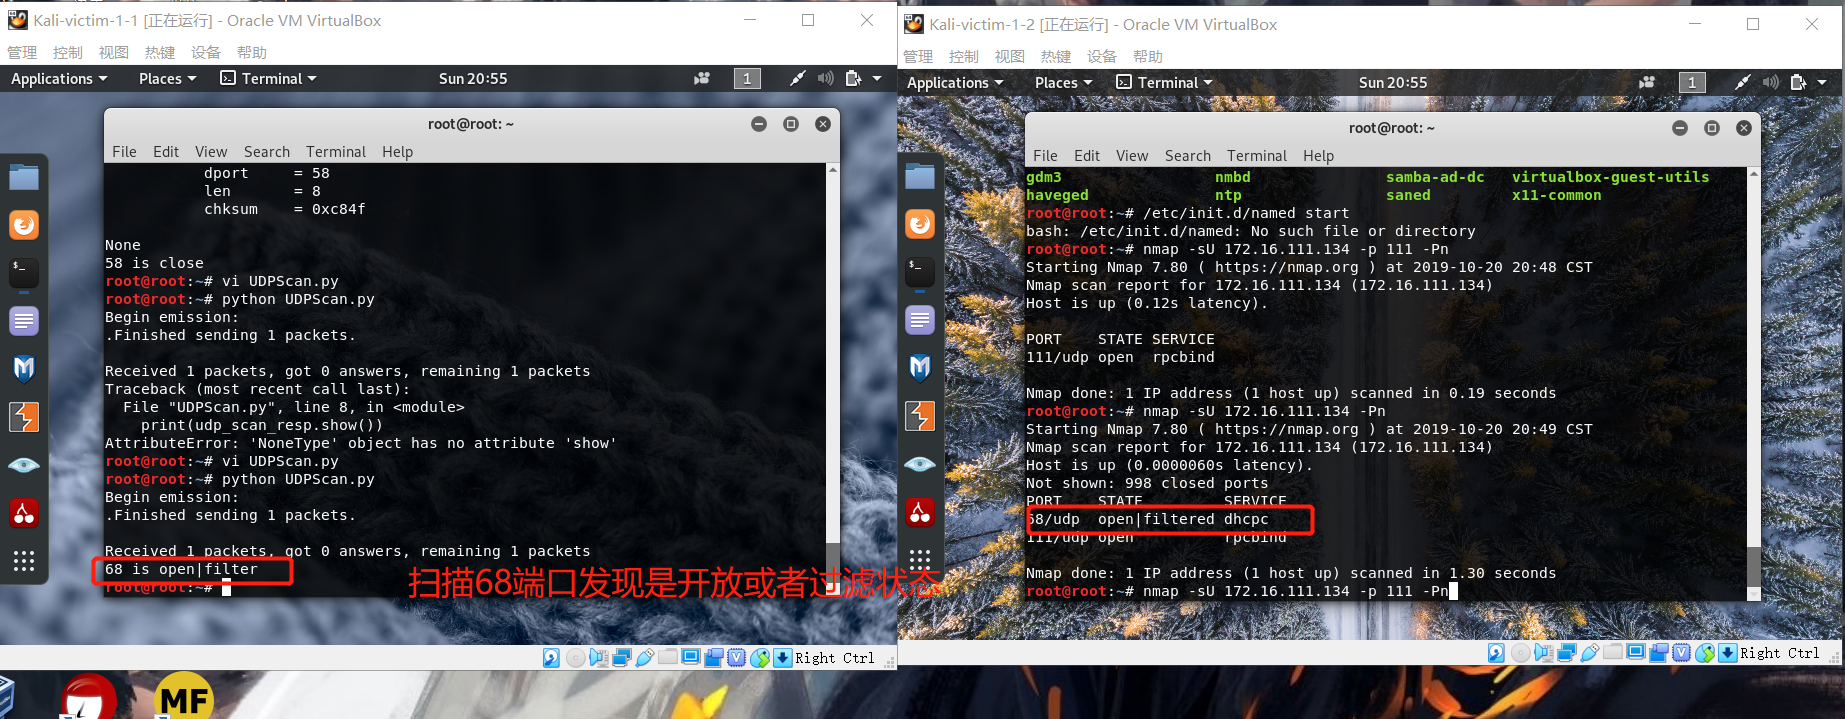 Kali-victim-1-1 [正在运行] - Oracle VM VirtualBox
管理 控制 视图 热键 设备 帮助
Applications Places Terminal Sun 20:55 1
root@root: ~
File Edit View Search Terminal Help
dport = 58
len = 8
chksum = 0xc84f
None
58 is close
root@root:~# vi UDPScan.py
root@root:~# python UDPScan.py
Begin emission:
.Finished sending 1 packets.
Received 1 packets, got 0 answers, remaining 1 packets
Traceback (most recent call last):
File "UDPScan.py", line 8, in <module>
print(udp_scan_resp.show())
AttributeError: 'NoneType' object has no attribute 'show'
root@root:~# vi UDPScan.py
root@root:~# python UDPScan.py
Begin emission:
.Finished sending 1 packets.
Received 1 packets, got 0 answers, remaining 1 packets
68 is open|filter
root@root:~#
扫描68端口发现是开放或者过滤状态
Right Ctrl
MF
Kali-victim-1-2 [正在运行] - Oracle VM VirtualBox
管理 控制 视图 热键 设备 帮助
Applications Places Terminal Sun 20:55 1
root@root: ~
File Edit View Search Terminal Help
gdm3 nmbd samba-ad-dc virtualbox-guest-utils
haveged ntp saned x11-common
root@root:~# /etc/init.d/named start
bash: /etc/init.d/named: No such file or directory
root@root:~# nmap -sU 172.16.111.134 -p 111 -Pn
Starting Nmap 7.80 ( https://nmap.org ) at 2019-10-20 20:48 CST
Nmap scan report for 172.16.111.134 (172.16.111.134)
Host is up (0.12s latency).
PORT STATE SERVICE
111/udp open rpcbind
Nmap done: 1 IP address (1 host up) scanned in 0.19 seconds
root@root:~# nmap -sU 172.16.111.134 -Pn
Starting Nmap 7.80 ( https://nmap.org ) at 2019-10-20 20:49 CST
Nmap scan report for 172.16.111.134 (172.16.111.134)
Host is up (0.0000060s latency).
Not shown: 998 closed ports
PORT STATE SERVICE
68/udp open|filtered dhcpc
111/udp open rpcbind
Nmap done: 1 IP address (1 host up) scanned in 1.30 seconds
root@root:~# nmap -sU 172.16.111.134 -p 111 -Pn
Right Ctrl